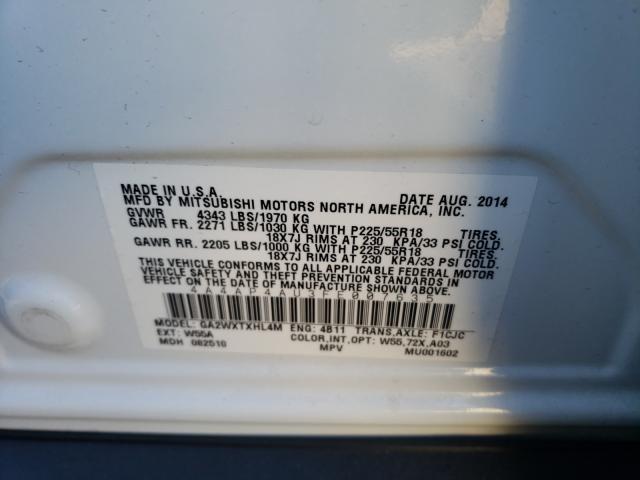 MADE IN U.S.A. DATE AUG. 2014
MFD BY MITSUBISHI MOTORS NORTH AMERICA, INC.
GVWR 4343 LBS/1970 KG
GAWR FR. 2271 LBS/1030 KG WITH P225/55R18 TIRES,
18X7J RIMS AT 230 KPA/33 PSI COLD.
GAWR RR. 2205 LBS/1000 KG WITH P225/55R18 TIRES,
18X7J RIMS AT 230 KPA/33 PSI COLD.
THIS VEHICLE CONFORMS TO ALL APPLICABLE FEDERAL MOTOR
VEHICLE SAFETY AND THEFT PREVENTION STANDARDS IN
EFFECT ON THE DATE OF MANUFACTURE SHOWN ABOVE.
4A4AP4AU3FE007635
MODEL: GA2WXTXHL4M ENG: 4B11 TRANS,AXLE: F1CJC
EXT: W55A COLOR,INT,OPT: W55,72X,A03
MDH 082510 MPV MU001602